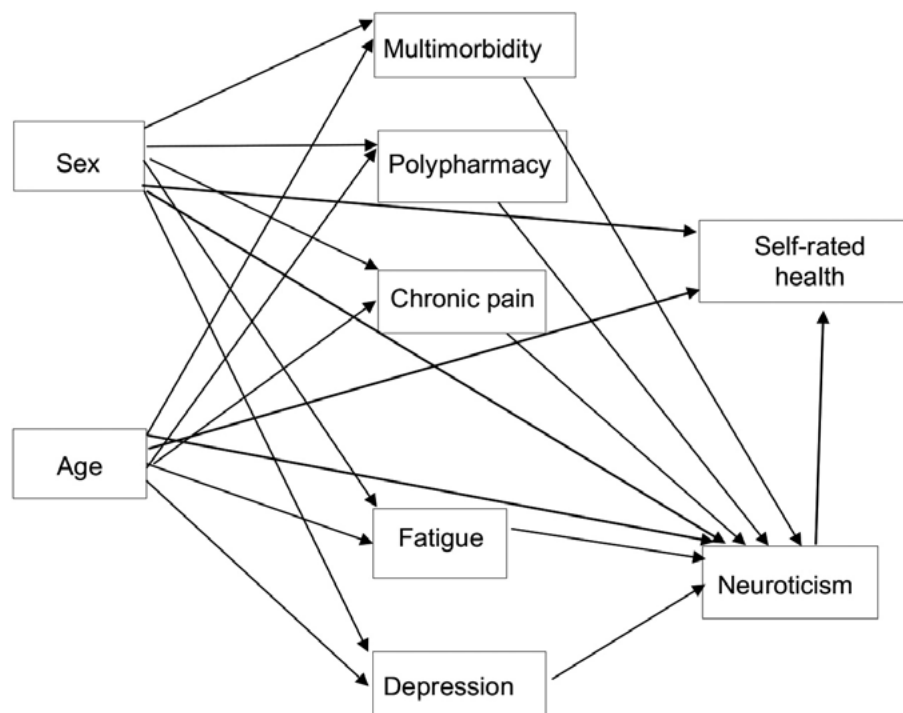 Multimorbidity
Sex
Polypharmacy
Self-rated
health
Chronic pain
Age
Fatigue
Neuroticism
Depression